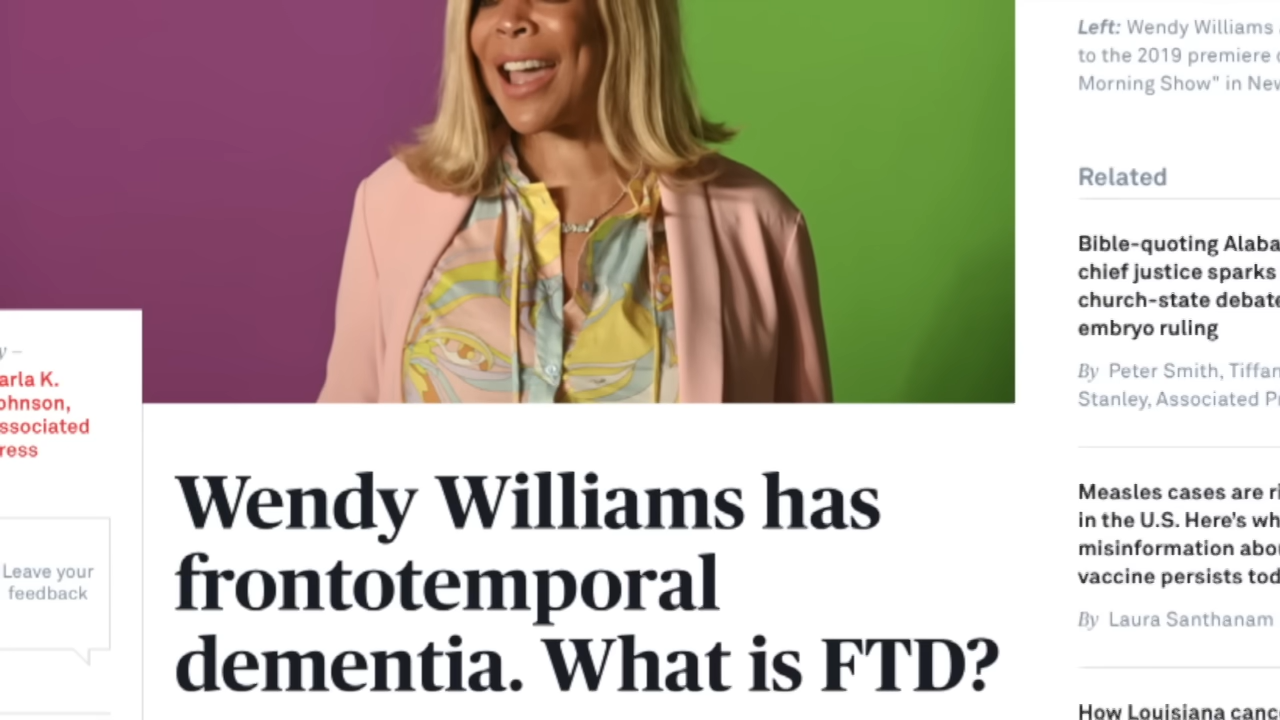 Left: Wendy Williams
to the 2019 premiere
Morning Show" in New
Related
Bible-quoting Alaba
chief justice sparks
church-state debate
embryo ruling
By Peter Smith, Tiffan
Stanley, Associated Pr
Measles cases are ri
in the U.S. Here's wh
misinformation abou
vaccine persists tod
By Laura Santhanam
How Louisiana canc
y –
arla K.
ohnson,
ssociated
ress
Leave your
feedback
Wendy Williams has
frontotemporal
dementia. What is FTD?